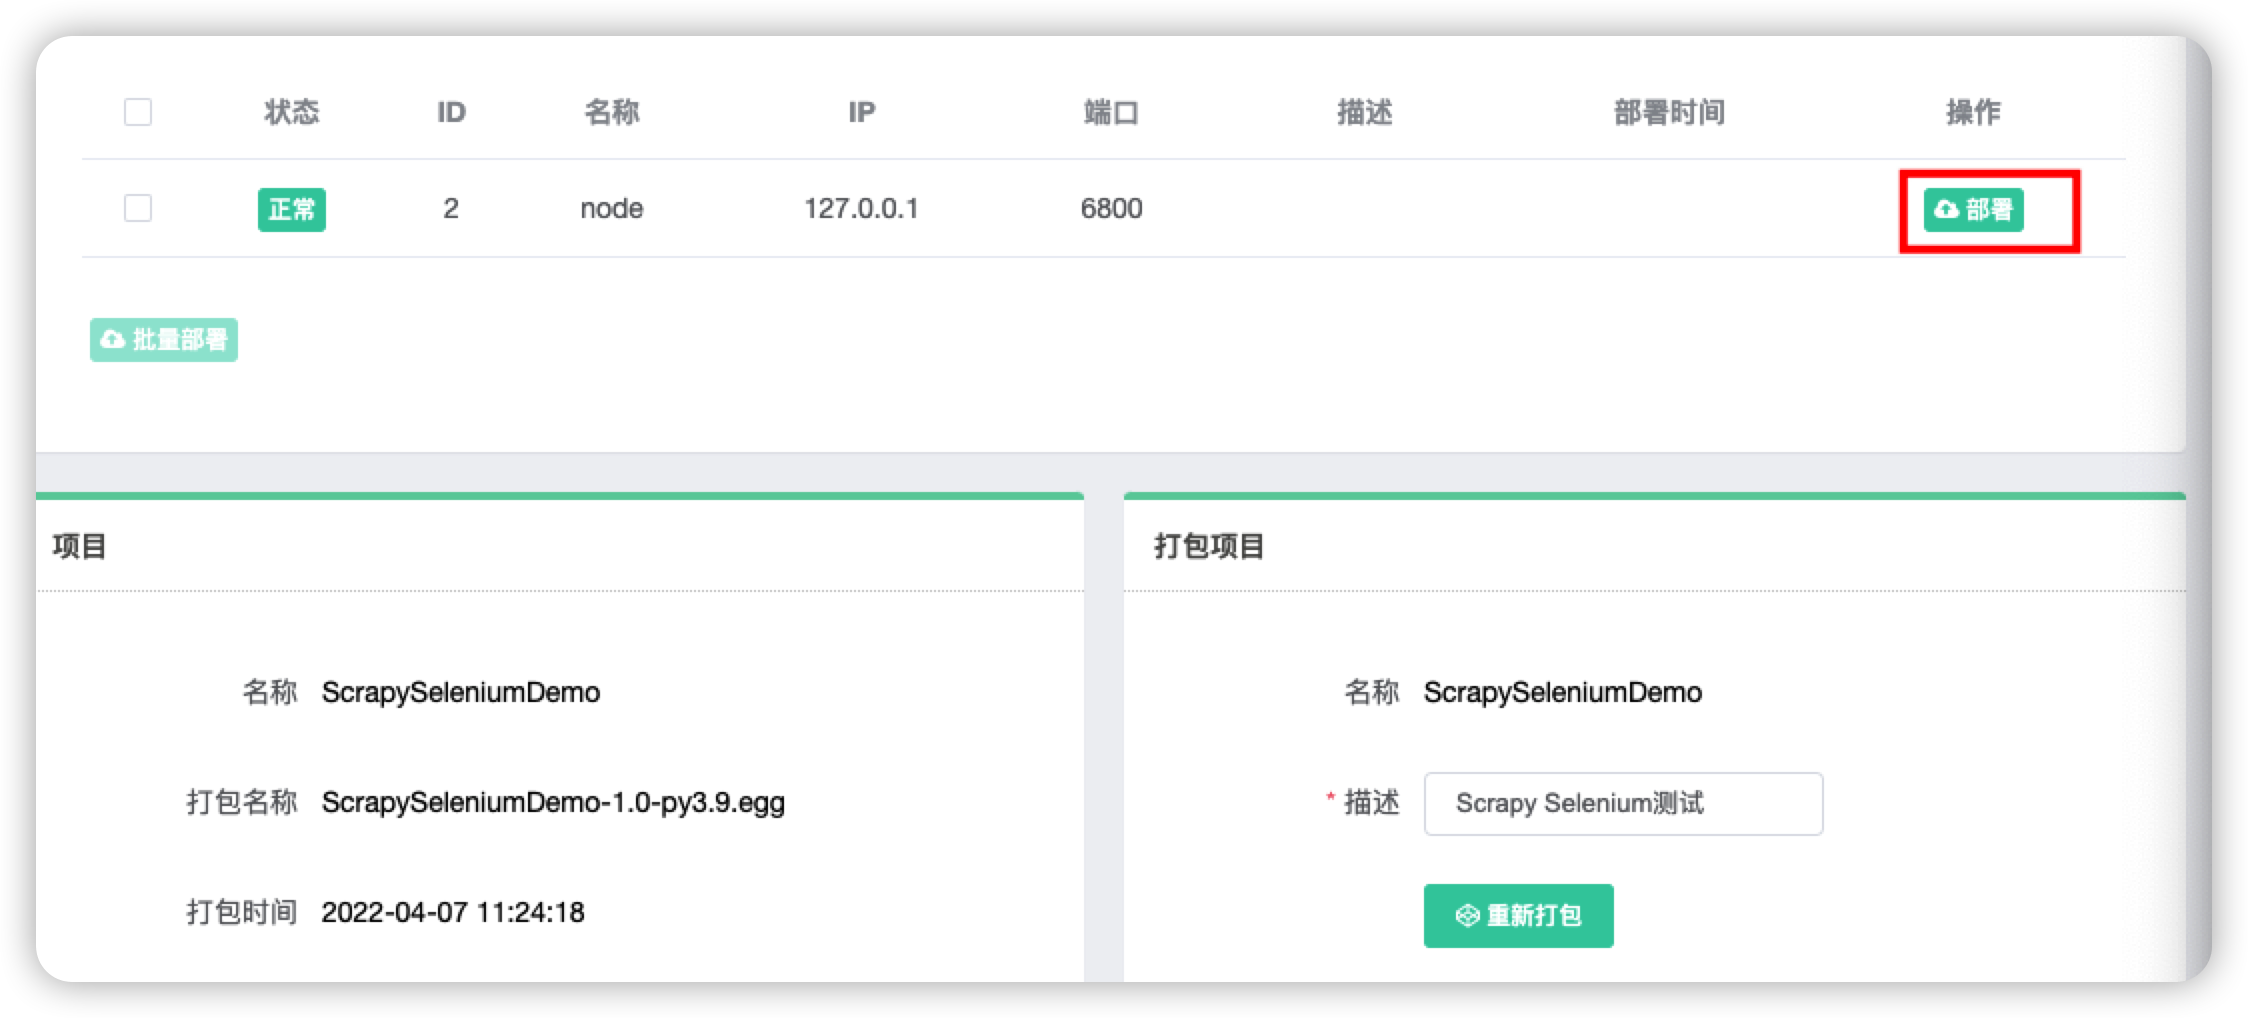 状态 ID 名称 IP 端口 描述 部署时间 操作
正常 2 node 127.0.0.1 6800 部署
批量部署
项目
名称 ScrapySeleniumDemo
打包名称 ScrapySeleniumDemo-1.0-py3.9.egg
打包时间 2022-04-07 11:24:18
打包项目
名称 ScrapySeleniumDemo
* 描述 Scrapy Selenium测试
重新打包